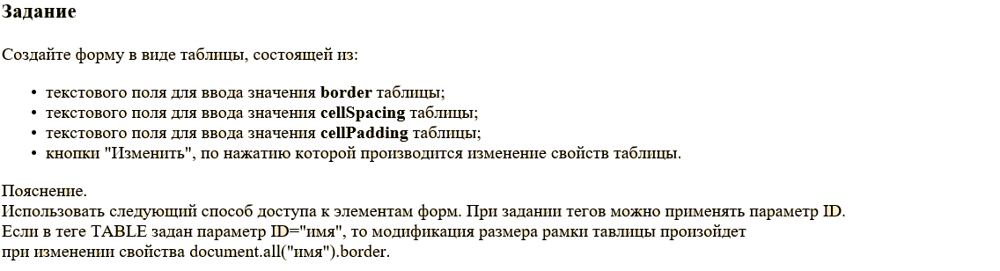 Задание
Создайте форму в виде таблицы, состоящей из:
• текстового поля для ввода значения border таблицы;
• текстового поля для ввода значения cellSpacing таблицы;
• текстового поля для ввода значения cellPadding таблицы;
• кнопки "Изменить", по нажатию которой производится изменение свойств таблицы.
Пояснение.
Использовать следующий способ доступа к элементам форм. При задании тегов можно применять параметр ID.
Если в теге TABLE задан параметр ID="имя", то модификация размера рамки тавлицы произойдет
при изменении свойства document.all("имя").border.